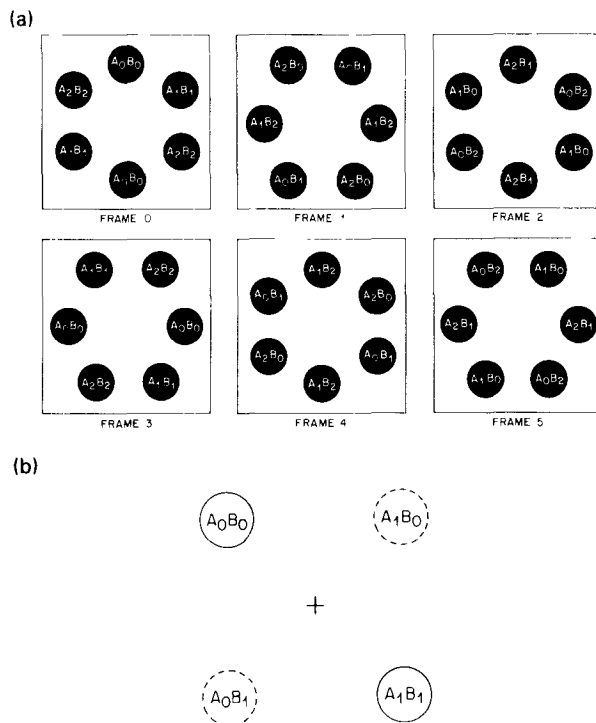 (a)
A₀B₀
A₂B₂ A₁B₁
A₁B₁ A₂B₂
A₀B₀
FRAME 0
A₂B₀ A₀B₁
A₁B₂ A₁B₂
A₀B₁ A₂B₀
FRAME 1
A₂B₁
A₁B₀ A₀B₂
A₀B₂ A₁B₀
A₂B₁
FRAME 2
A₁B₁ A₂B₂
A₀B₀ A₀B₀
A₂B₂ A₁B₁
FRAME 3
A₁B₂
A₀B₁ A₂B₀
A₂B₀ A₀B₁
A₁B₂
FRAME 4
A₀B₂ A₁B₀
A₂B₁ A₂B₁
A₁B₀ A₀B₂
FRAME 5
(b)
A₀B₀ A₁B₀
+
A₀B₁ A₁B₁